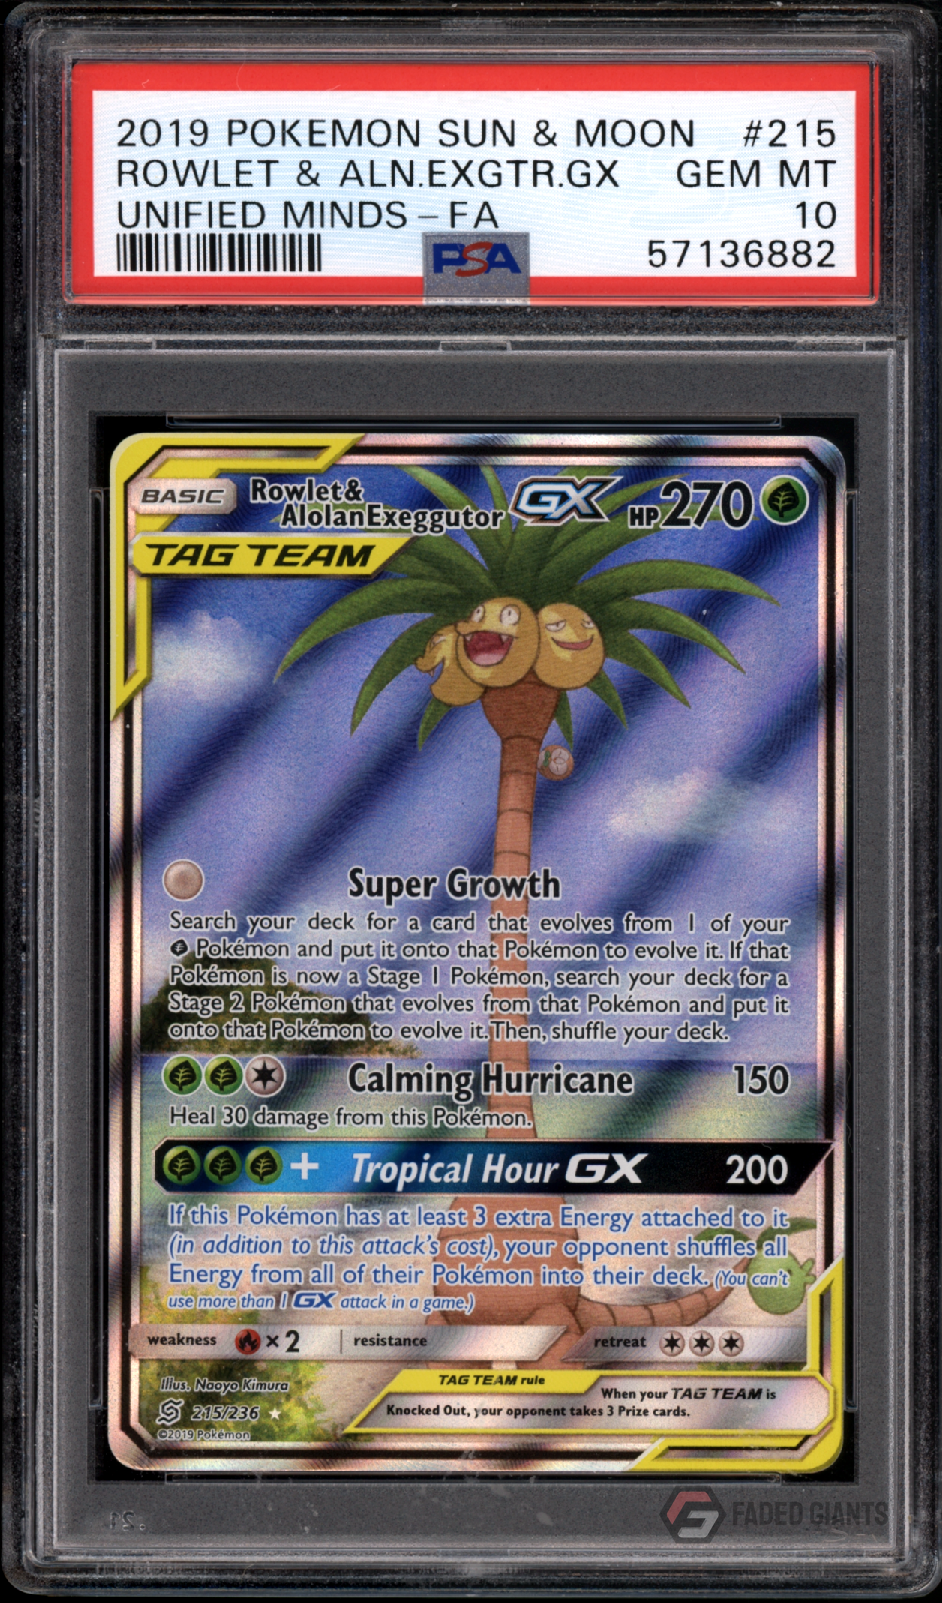 2019 POKEMON SUN & MOON #215
ROWLET & ALN.EXGTR.GX GEM MT
UNIFIED MINDS - FA 10
PSA 57136882
BASIC Rowlet& AlolanExeggutor GX HP270
TAG TEAM
Super Growth
Search your deck for a card that evolves from 1 of your
Pokémon and put it onto that Pokémon to evolve it. If that
Pokémon is now a Stage 1 Pokémon, search your deck for a
Stage 2 Pokémon that evolves from that Pokémon and put it
onto that Pokémon to evolve it. Then, shuffle your deck.
Calming Hurricane 150
Heal 30 damage from this Pokémon.
+ Tropical Hour GX 200
If this Pokémon has at least 3 extra Energy attached to it
(in addition to this attack's cost), your opponent shuffles all
Energy from all of their Pokémon into their deck. (You can't
use more than 1 GX attack in a game.)
weakness ×2 resistance retreat
Illus. Naoyo Kimura
TAG TEAM rule
When your TAG TEAM is
Knocked Out, your opponent takes 3 Prize cards.
215/236
©2019 Pokémon
FADED GIANTS